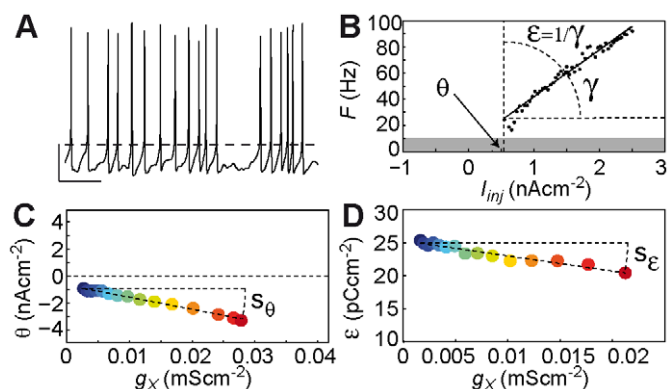 A
B
F (Hz)
100
80
60
40
20
0
ε=1/γ
γ
θ
−1
0
1
2
3
I_inj (nAcm⁻²)
C
θ (nAcm⁻²)
4
2
0
−2
−4
s_θ
0
0.01
0.02
0.03
0.04
g_X (mScm⁻²)
D
ε (pCcm⁻²)
30
25
20
15
10
s_ε
0
0.005
0.01
0.015
0.02
g_X (mScm⁻²)